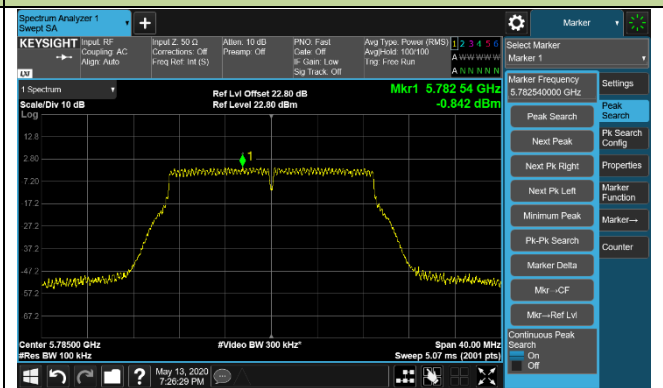 Spectrum Analyzer 1
Swept SA
+
Marker
KEYSIGHT
Input: RF
Coupling: AC
Align: Auto
Input Z: 50 Ω
Corrections: Off
Freq Ref: Int (S)
Atten: 10 dB
Preamp: Off
PNO: Fast
Gate: Off
IF Gain: Low
Sig Track: Off
Avg Type: Power (RMS)
Avg|Hold: 100/100
Trig: Free Run
1 2 3 4 5 6
A W W W W W
A N N N N N
LXI
Select Marker
Marker 1
1 Spectrum
Scale/Div 10 dB
Log
Ref Lvl Offset 22.80 dB
Ref Level 22.80 dBm
Mkr1 5.782 54 GHz
-0.842 dBm
12.8
2.80
-7.20
-17.2
-27.2
-37.2
-47.2
-57.2
-67.2
1
Center 5.78500 GHz
#Res BW 100 kHz
#Video BW 300 kHz*
Span 40.00 MHz
Sweep 5.07 ms (2001 pts)
Marker Frequency
5.782540000 GHz
Peak Search
Next Peak
Next Pk Right
Next Pk Left
Minimum Peak
Pk-Pk Search
Marker Delta
Mkr→CF
Mkr→Ref Lvl
Continuous Peak
Search
On
Off
Settings
Peak
Search
Pk Search
Config
Properties
Marker
Function
Marker→
Counter
?
May 13, 2020
7:26:29 PM